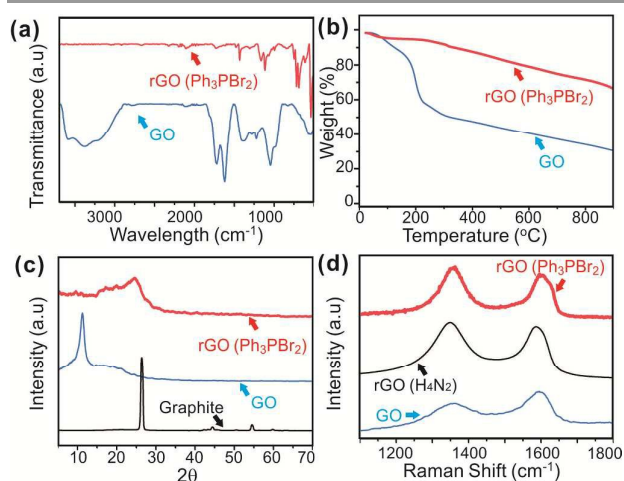 (a)
Transmittance (a.u)
rGO (Ph₃PBr₂)
GO
3000 2000 1000
Wavelength (cm⁻¹)
(b)
Weight (%)
80
60
40
20
0
rGO (Ph₃PBr₂)
GO
0 200 400 600 800
Temperature (°C)
(c)
Intensity (a.u)
rGO (Ph₃PBr₂)
GO
Graphite
10 20 30 40 50 60 70
2θ
(d)
Intensity (a.u)
rGO (Ph₃PBr₂)
rGO (H₄N₂)
GO
1200 1400 1600 1800
Raman Shift (cm⁻¹)